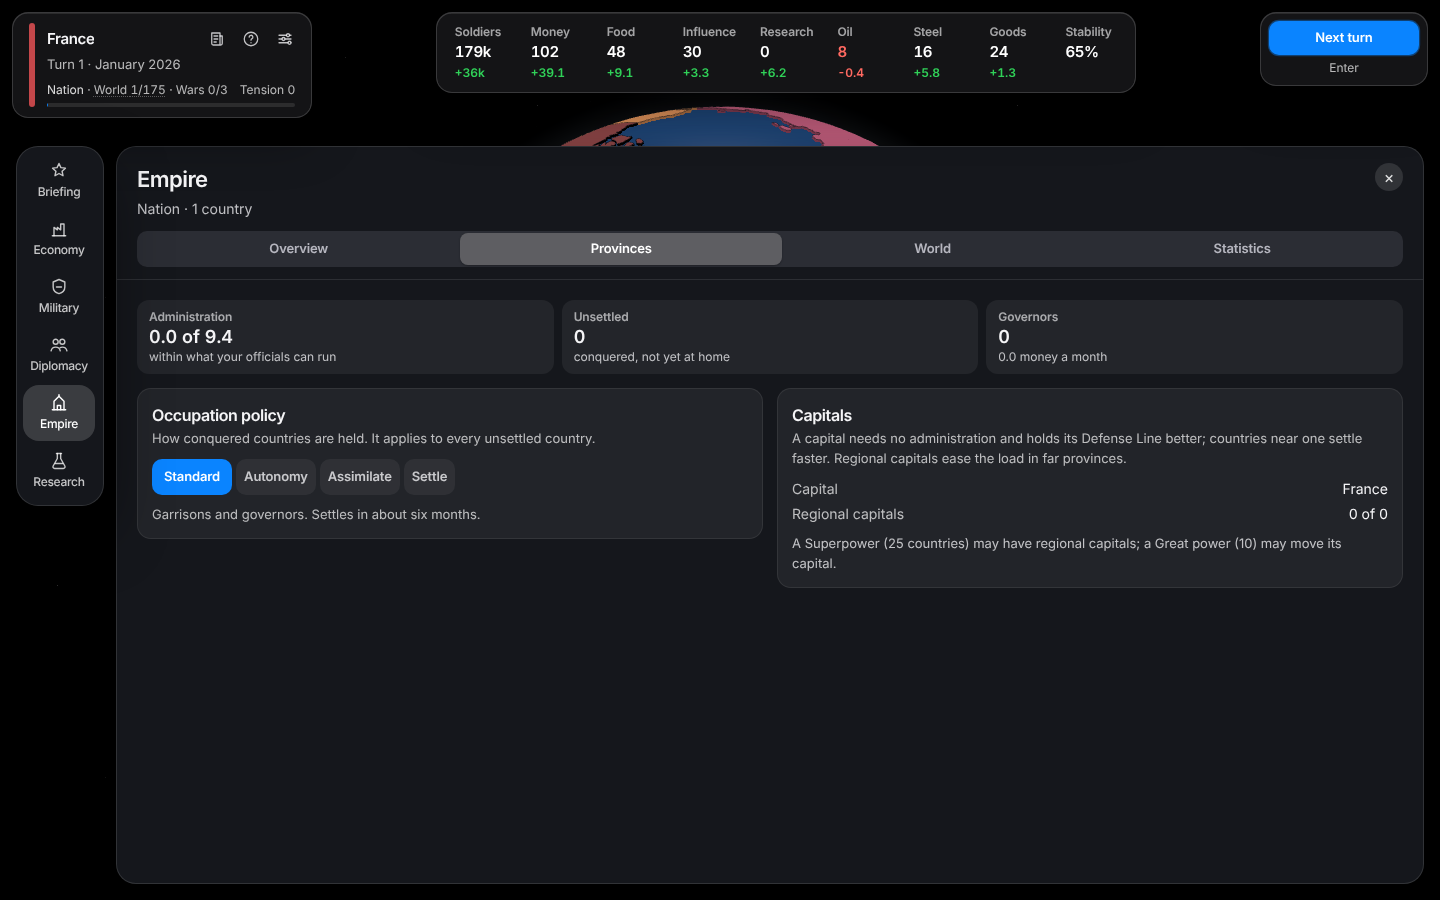 France
Turn 1 · January 2026
Nation · World 1/175 · Wars 0/3 Tension 0
Soldiers Money Food Influence Research Oil Steel Goods Stability
179k 102 48 30 0 8 16 24 65%
+36k +39.1 +9.1 +3.3 +6.2 -0.4 +5.8 +1.3
Next turn
Enter
Briefing
Economy
Military
Diplomacy
Empire
Research
Empire
Nation · 1 country
Overview Provinces World Statistics
Administration
0.0 of 9.4
within what your officials can run
Unsettled
0
conquered, not yet at home
Governors
0
0.0 money a month
Occupation policy
How conquered countries are held. It applies to every unsettled country.
Standard Autonomy Assimilate Settle
Garrisons and governors. Settles in about six months.
Capitals
A capital needs no administration and holds its Defense Line better; countries near one settle
faster. Regional capitals ease the load in far provinces.
Capital France
Regional capitals 0 of 0
A Superpower (25 countries) may have regional capitals; a Great power (10) may move its
capital.